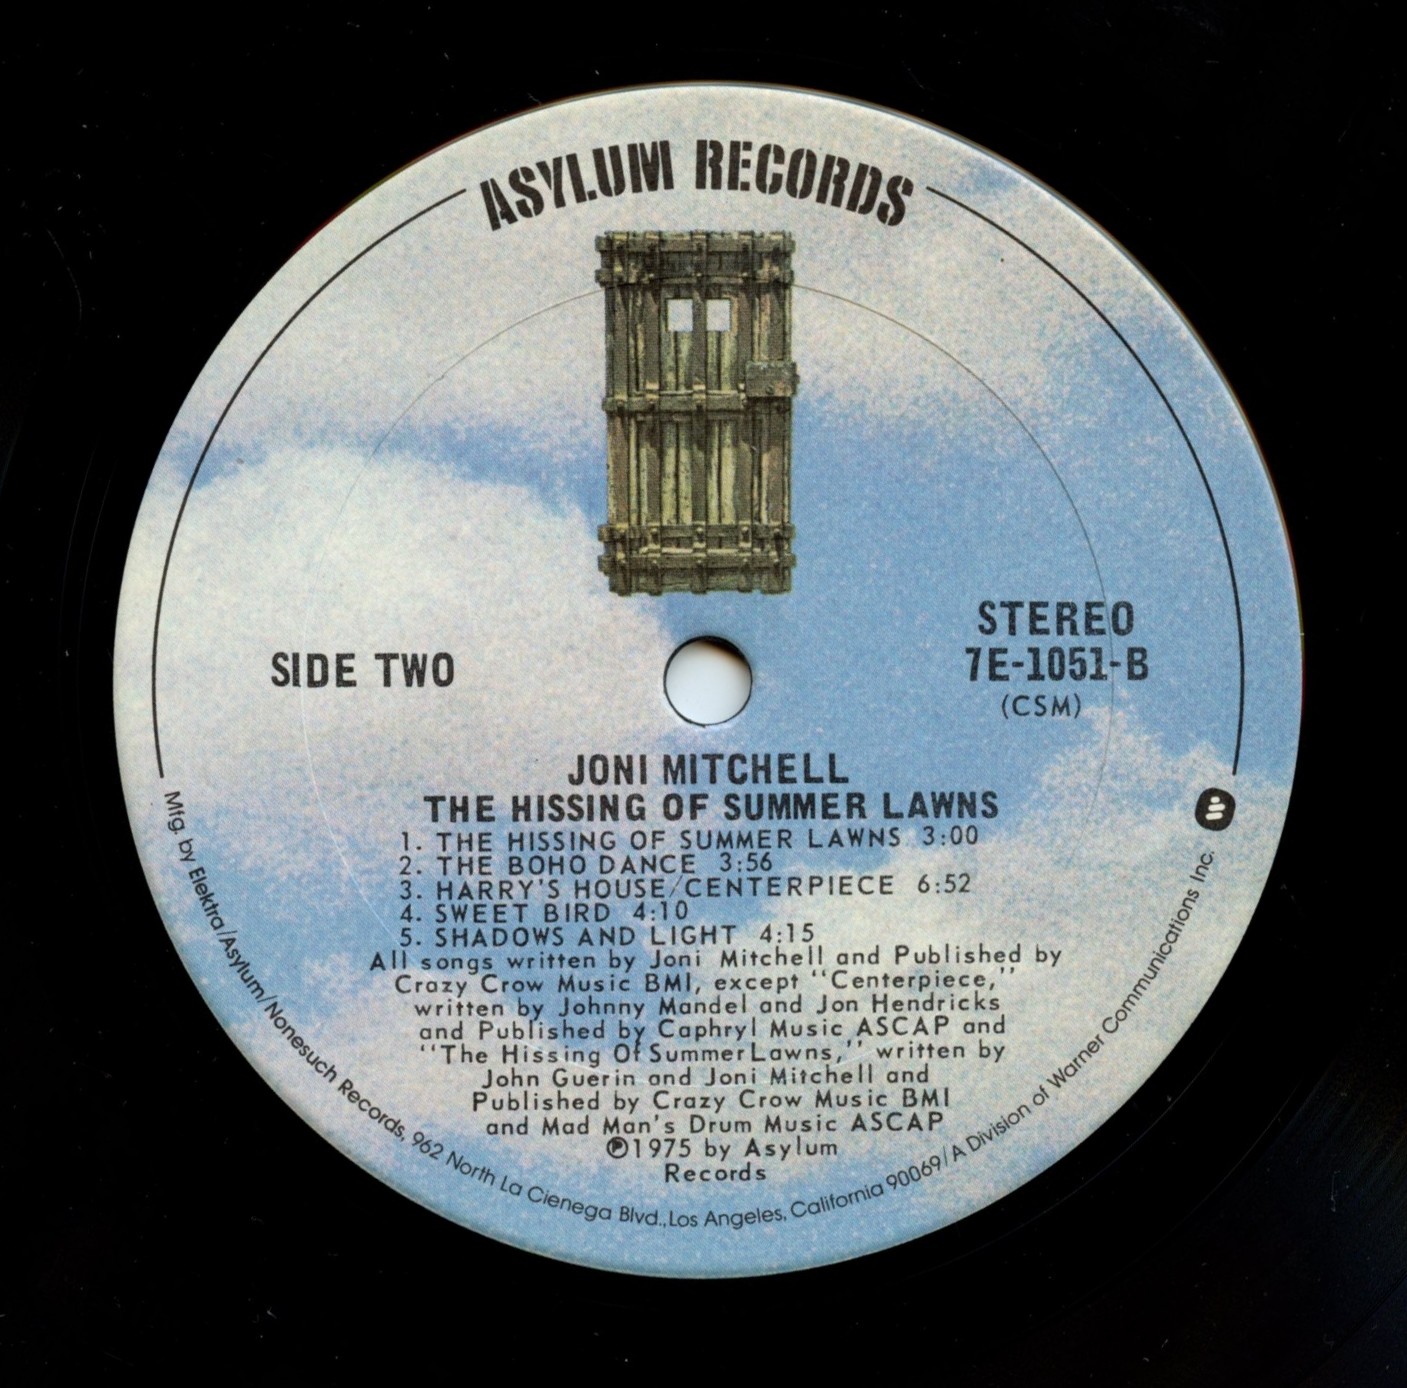 ASYLUM RECORDS
STEREO
SIDE TWO
7E-1051-B
(CSM)
JONI MITCHELL
THE HISSING OF SUMMER LAWNS
1. THE HISSING OF SUMMER LAWNS 3:00
2. THE BOHO DANCE 3:56
3. HARRY'S HOUSE/CENTERPIECE 6:52
4. SWEET BIRD 4:10
5. SHADOWS AND LIGHT 4:15
All songs written by Joni Mitchell and Published by
Crazy Crow Music BMI, except "Centerpiece,"
written by Johnny Mandel and Jon Hendricks
and Published by Caphryl Music ASCAP and
"The Hissing Of Summer Lawns," written by
John Guerin and Joni Mitchell and
Published by Crazy Crow Music BMI
and Mad Man's Drum Music ASCAP
℗1975 by Asylum
Records
Mfg. by Elektra/Asylum/Nonesuch Records, 962 North La Cienega Blvd., Los Angeles, California 90069/A Division of Warner Communications Inc.